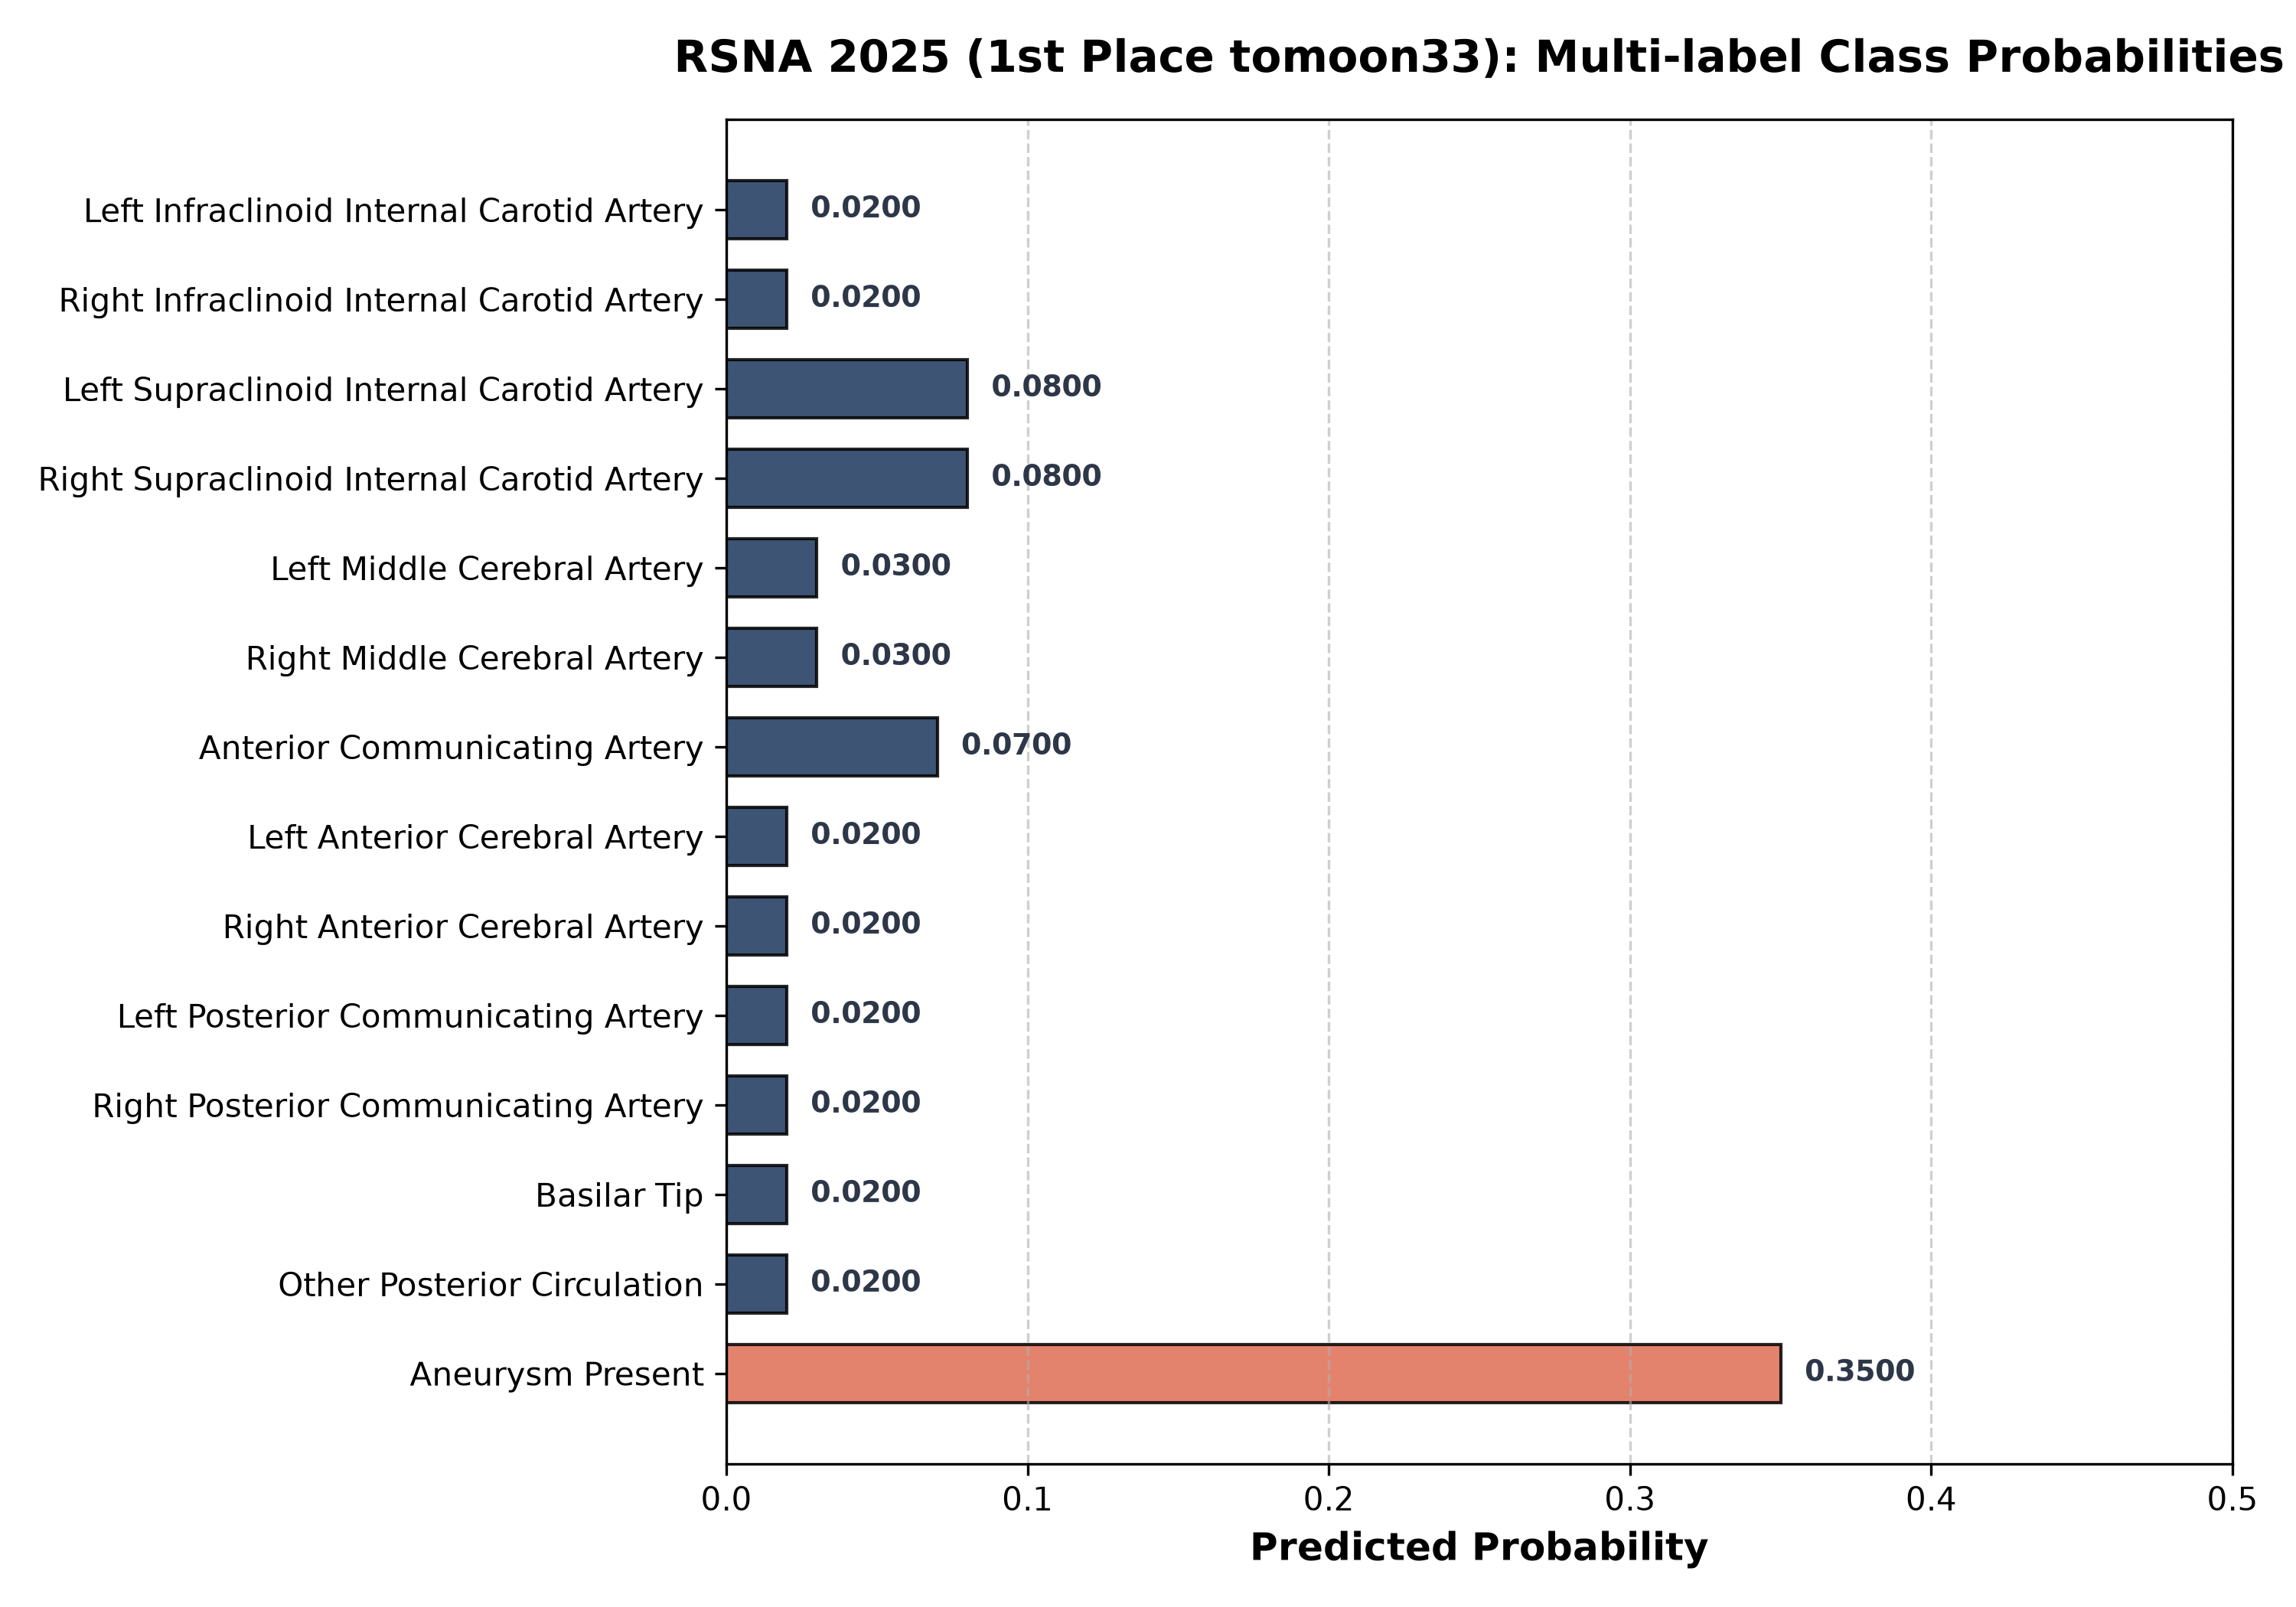 RSNA 2025 (1st Place tomoon33): Multi-label Class Probabilities
Left Infraclinoid Internal Carotid Artery 0.0200
Right Infraclinoid Internal Carotid Artery 0.0200
Left Supraclinoid Internal Carotid Artery 0.0800
Right Supraclinoid Internal Carotid Artery 0.0800
Left Middle Cerebral Artery 0.0300
Right Middle Cerebral Artery 0.0300
Anterior Communicating Artery 0.0700
Left Anterior Cerebral Artery 0.0200
Right Anterior Cerebral Artery 0.0200
Left Posterior Communicating Artery 0.0200
Right Posterior Communicating Artery 0.0200
Basilar Tip 0.0200
Other Posterior Circulation 0.0200
Aneurysm Present 0.3500
0.0 0.1 0.2 0.3 0.4 0.5
Predicted Probability